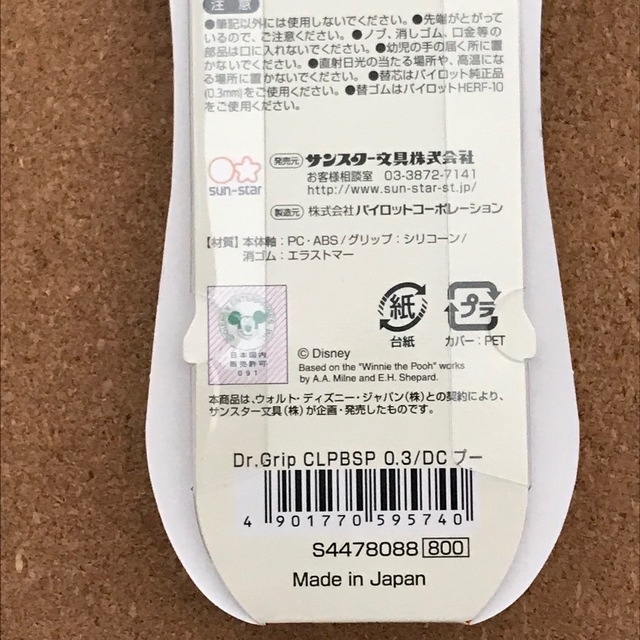 注意
●筆記以外には使用しないでください。●先端がとがって
いるので、ご注意ください。●ノブ、消しゴム、口金等の
部品は口に入れないでください。●幼児の手の届く所に置
かないでください。●直射日光の当たる場所や、高温にな
る場所に置かないでください。●替芯はパイロット純正品
(0.3mm)をご使用ください。●替ゴムはパイロットHERF-10
をご使用ください。
sun-star
発売元 サンスター文具株式会社
お客様相談室 03-3872-7141
http://www.sun-star-st.jp/
製造元 株式会社パイロットコーポレーション
【材質】本体軸：PC・ABS/グリップ：シリコーン/
消ゴム：エラストマー
日本国内
販売許可
091
紙
台紙
プラ
カバー：PET
© Disney
Based on the "Winnie the Pooh" works
by A.A. Milne and E.H. Shepard.
本商品は、ウォルト・ディズニー・ジャパン(株)との契約により、
サンスター文具(株)が企画・発売したものです。
Dr.Grip CLPBSP 0.3/DC プー
4 901770 595740
S4478088 800
Made in Japan